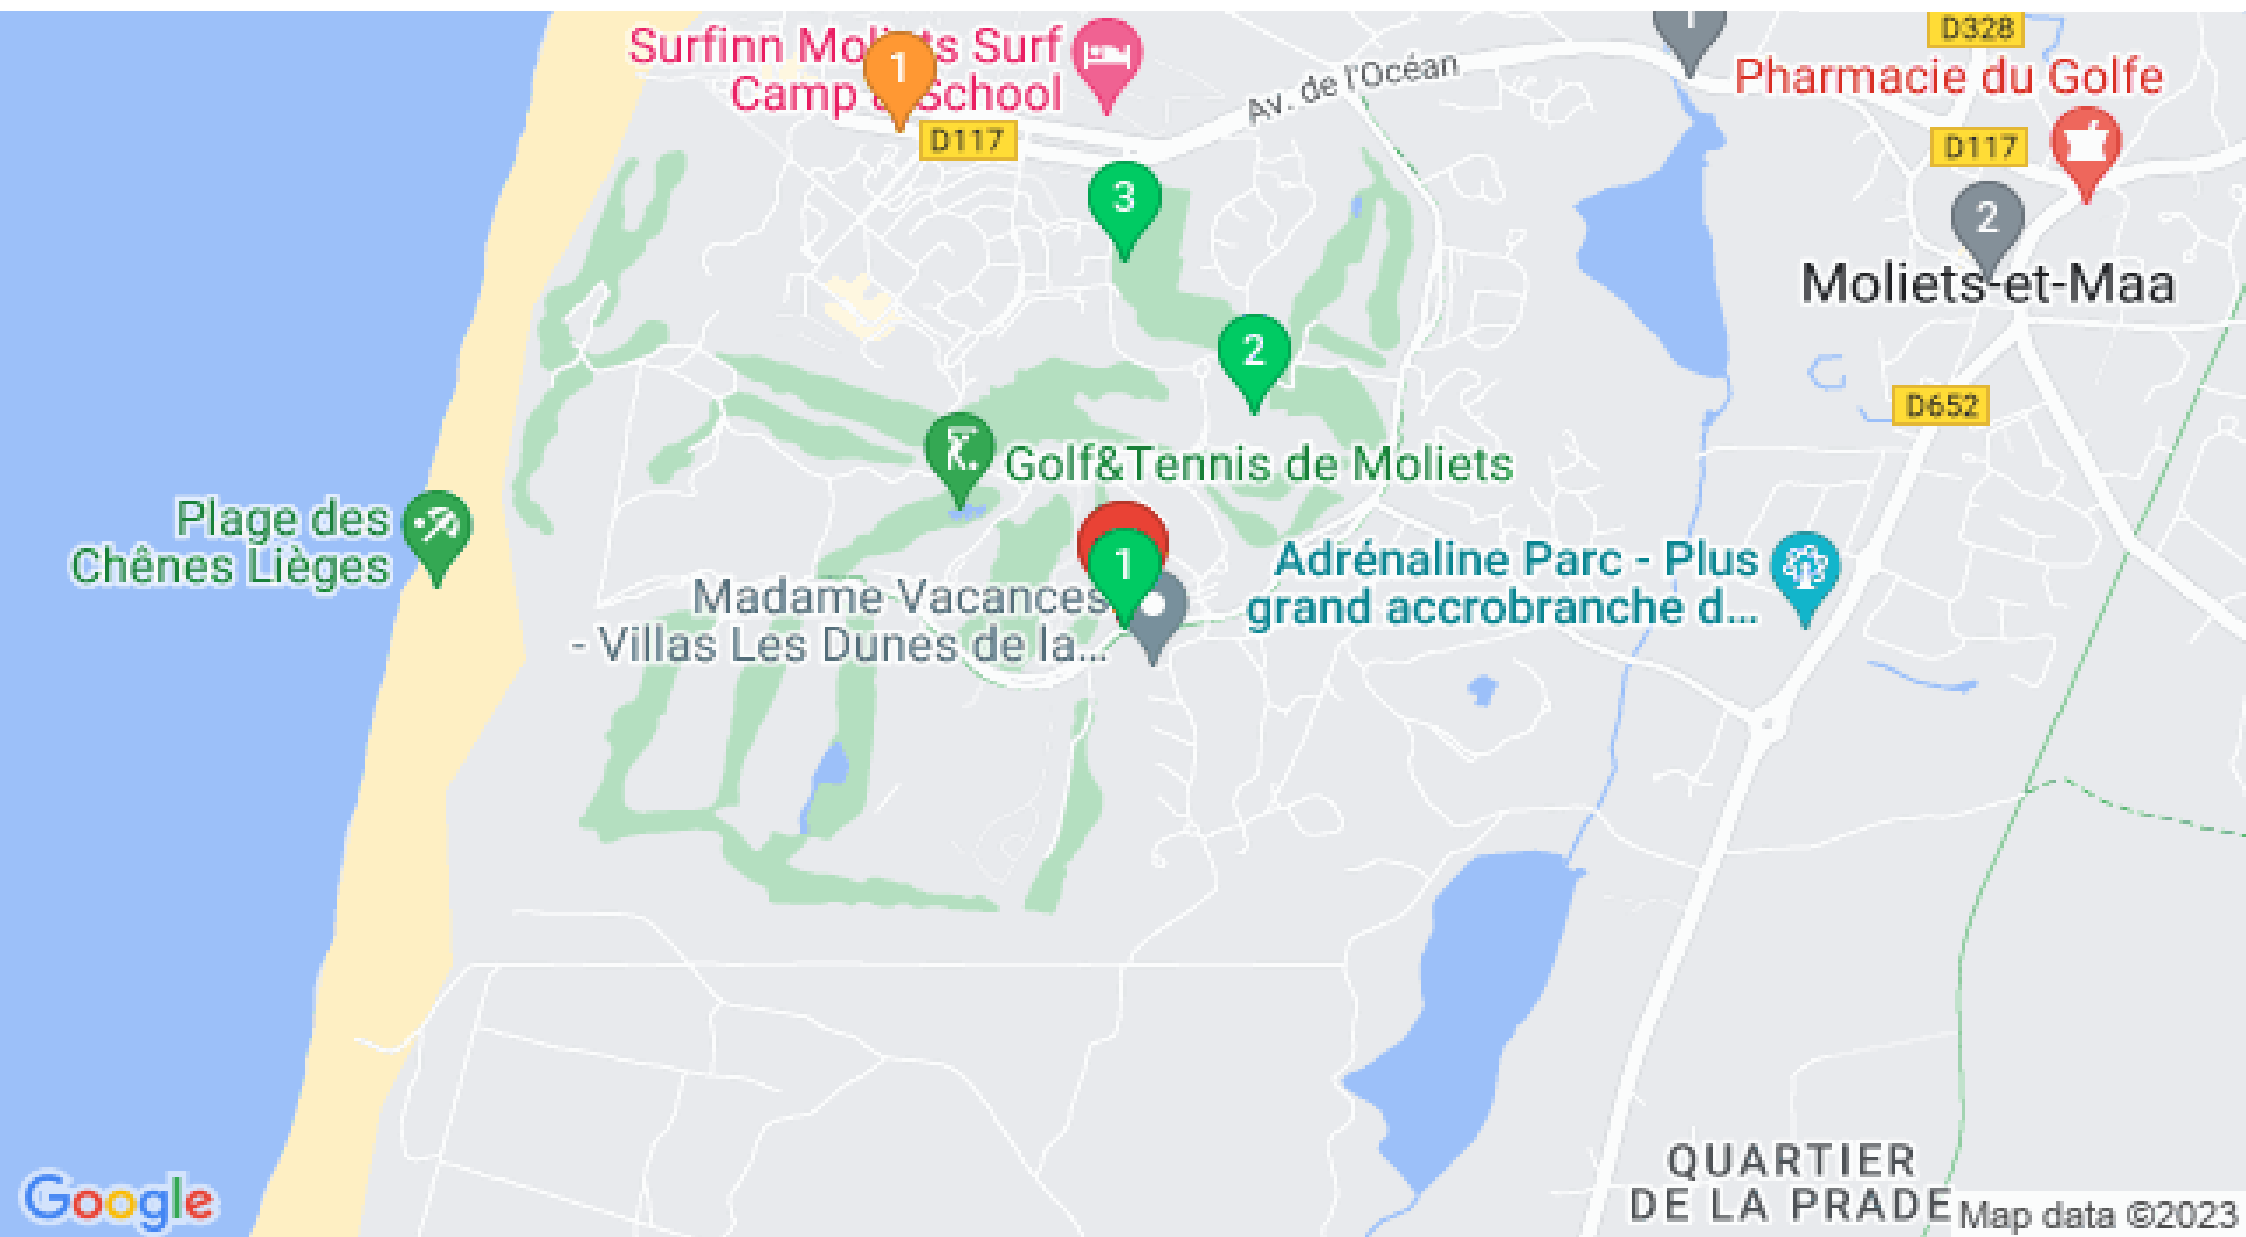 D328
Surfinn Moliets Surf
Camp & School
1
1
Av. de l'Océan
Pharmacie du Golfe
D117
D117
3
2
Moliets-et-Maa
2
D652
Golf&Tennis de Moliets
Plage des
Chênes Lièges
1
Adrénaline Parc - Plus
grand accrobranche d...
Madame Vacances
- Villas Les Dunes de la...
QUARTIER
DE LA PRADE
Google
Map data ©2023